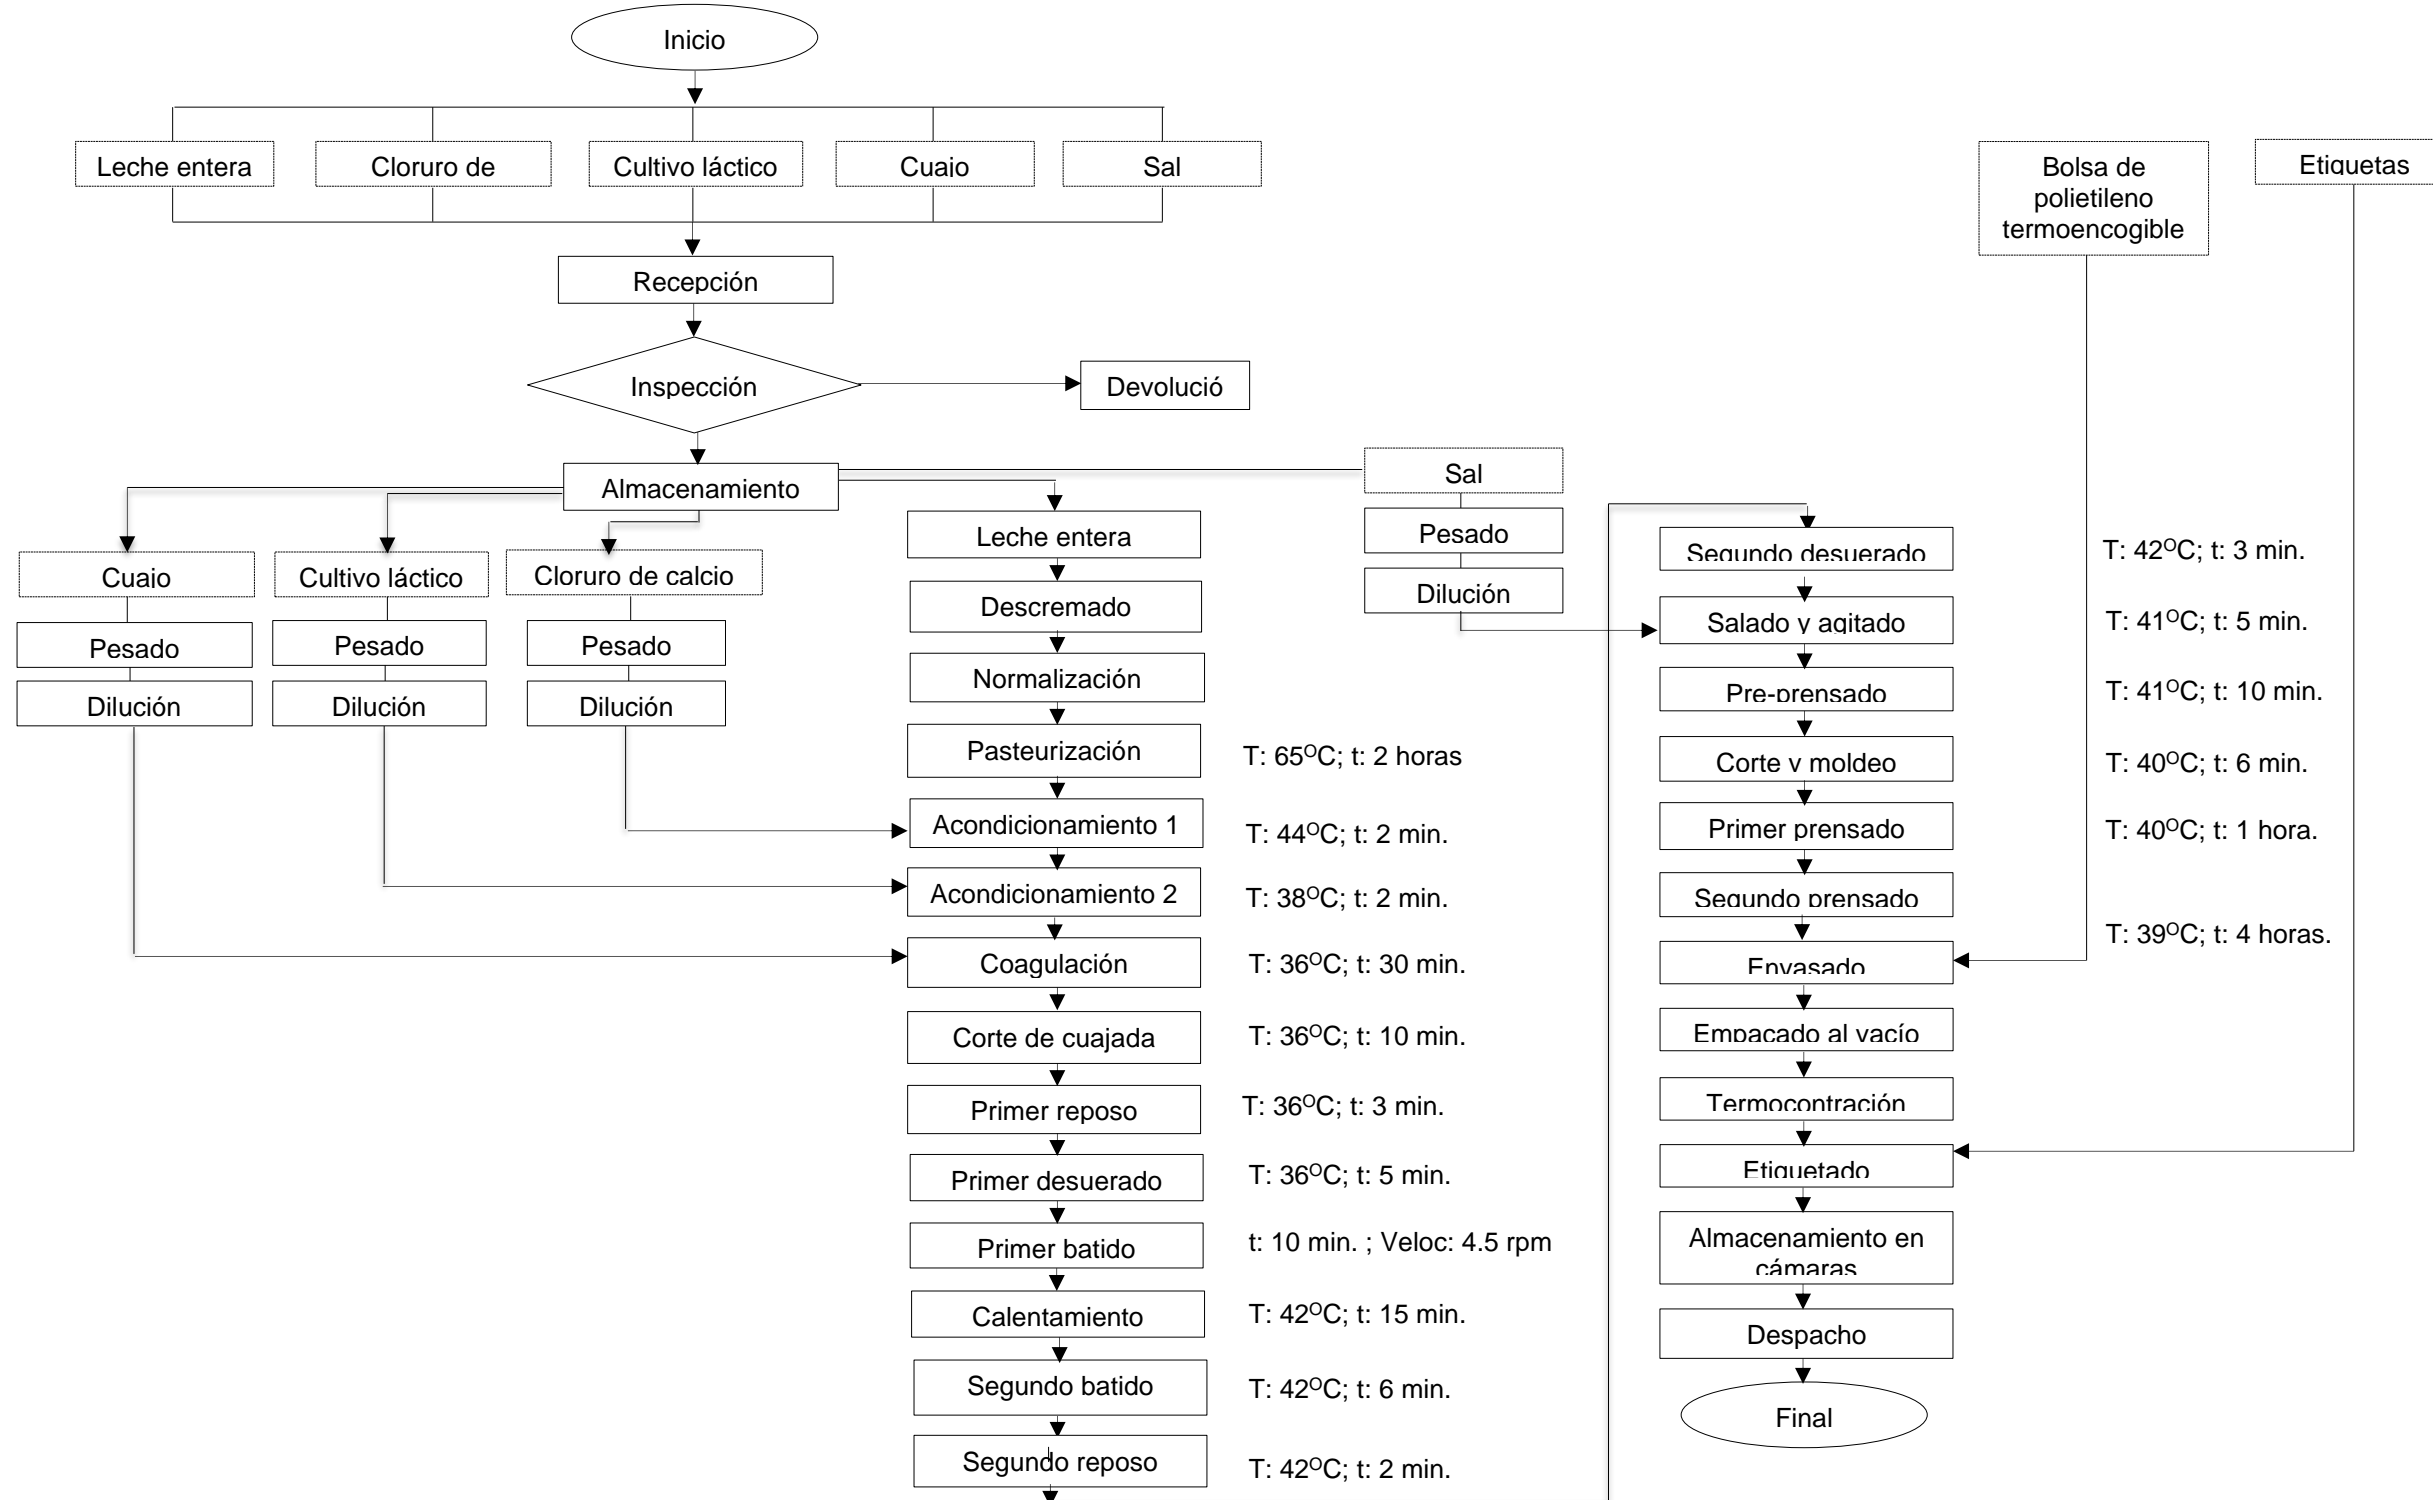 Inicio
Leche entera
Cloruro de
Cultivo láctico
Cuajo
Sal
Bolsa de
polietileno
termoencogible
Etiquetas
Recepción
Inspección
Devolució
Almacenamiento
Sal
Pesado
Dilución
Cuajo
Pesado
Dilución
Cultivo láctico
Pesado
Dilución
Cloruro de calcio
Pesado
Dilución
Leche entera
Descremado
Normalización
Pasteurización
T: 65ºC; t: 2 horas
Acondicionamiento 1
T: 44ºC; t: 2 min.
Acondicionamiento 2
T: 38ºC; t: 2 min.
Coagulación
T: 36ºC; t: 30 min.
Corte de cuajada
T: 36ºC; t: 10 min.
Primer reposo
T: 36ºC; t: 3 min.
Primer desuerado
T: 36ºC; t: 5 min.
Primer batido
t: 10 min. ; Veloc: 4.5 rpm
Calentamiento
T: 42ºC; t: 15 min.
Segundo batido
T: 42ºC; t: 6 min.
Segundo reposo
T: 42ºC; t: 2 min.
Segundo desuerado
T: 42ºC; t: 3 min.
Salado y agitado
T: 41ºC; t: 5 min.
Pre-prensado
T: 41ºC; t: 10 min.
Corte y moldeo
T: 40ºC; t: 6 min.
Primer prensado
T: 40ºC; t: 1 hora.
Segundo prensado
T: 39ºC; t: 4 horas.
Envasado
Empacado al vacío
Termocontración
Etiquetado
Almacenamiento en
cámaras
Despacho
Final